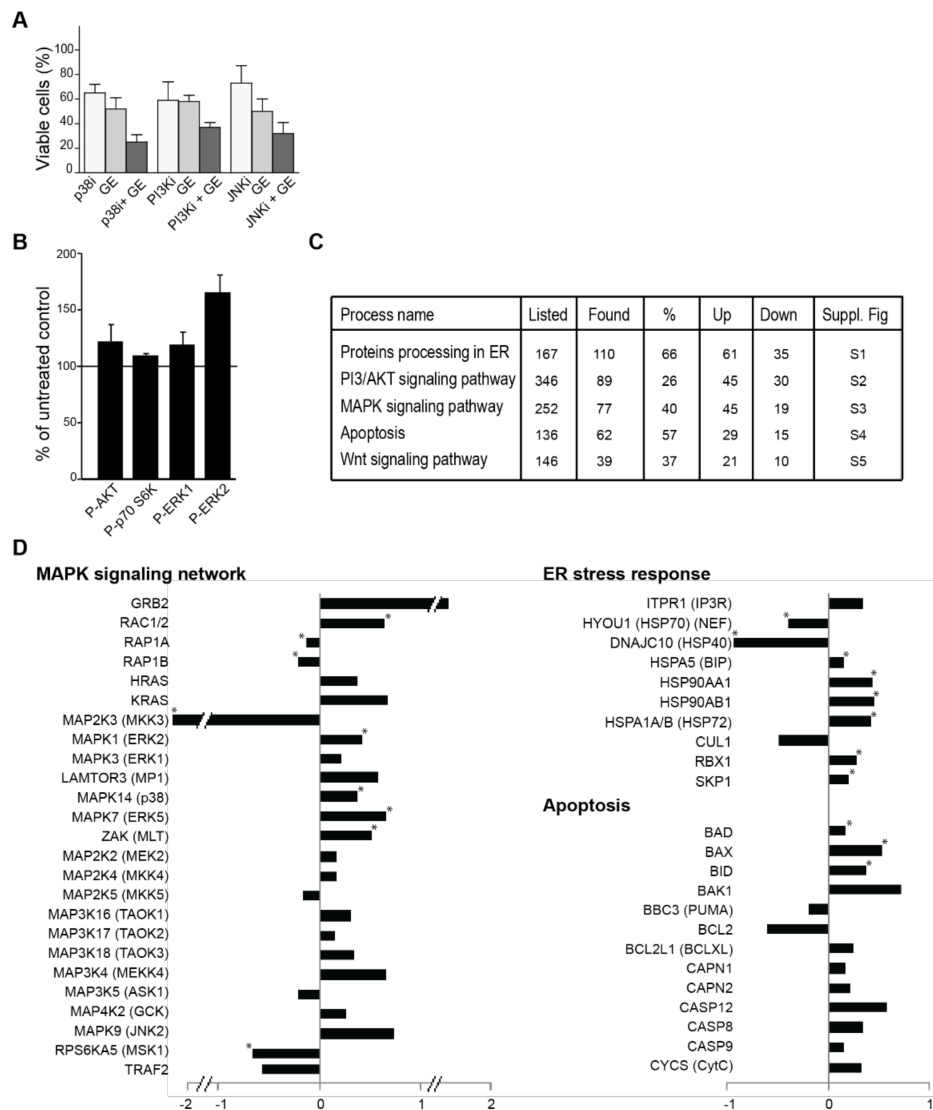 A
Viable cells (%)
100
80
60
40
20
0
p38i
GE
p38i+ GE
PI3Ki
GE
PI3Ki + GE
JNKi
GE
JNKi + GE
B
% of untreated control
200
150
100
50
0
P-AKT
P-p70 S6K
P-ERK1
P-ERK2
C
Process name Listed Found % Up Down Suppl. Fig
Proteins processing in ER 167 110 66 61 35 S1
PI3/AKT signaling pathway 346 89 26 45 30 S2
MAPK signaling pathway 252 77 40 45 19 S3
Apoptosis 136 62 57 29 15 S4
Wnt signaling pathway 146 39 37 21 10 S5
D
MAPK signaling network
GRB2
RAC1/2 *
RAP1A *
RAP1B *
HRAS
KRAS
MAP2K3 (MKK3) *
MAPK1 (ERK2) *
MAPK3 (ERK1)
LAMTOR3 (MP1)
MAPK14 (p38) *
MAPK7 (ERK5) *
ZAK (MLT) *
MAP2K2 (MEK2)
MAP2K4 (MKK4)
MAP2K5 (MKK5)
MAP3K16 (TAOK1)
MAP3K17 (TAOK2)
MAP3K18 (TAOK3)
MAP3K4 (MEKK4)
MAP3K5 (ASK1)
MAP4K2 (GCK)
MAPK9 (JNK2)
RPS6KA5 (MSK1) *
TRAF2
-2 -1 0 1 2
ER stress response
ITPR1 (IP3R)
HYOU1 (HSP70) (NEF) *
DNAJC10 (HSP40) *
HSPA5 (BIP) *
HSP90AA1 *
HSP90AB1 *
HSPA1A/B (HSP72) *
CUL1
RBX1 *
SKP1 *
Apoptosis
BAD *
BAX *
BID *
BAK1
BBC3 (PUMA)
BCL2
BCL2L1 (BCLXL)
CAPN1
CAPN2
CASP12
CASP8
CASP9
CYCS (CytC)
-1 0 1